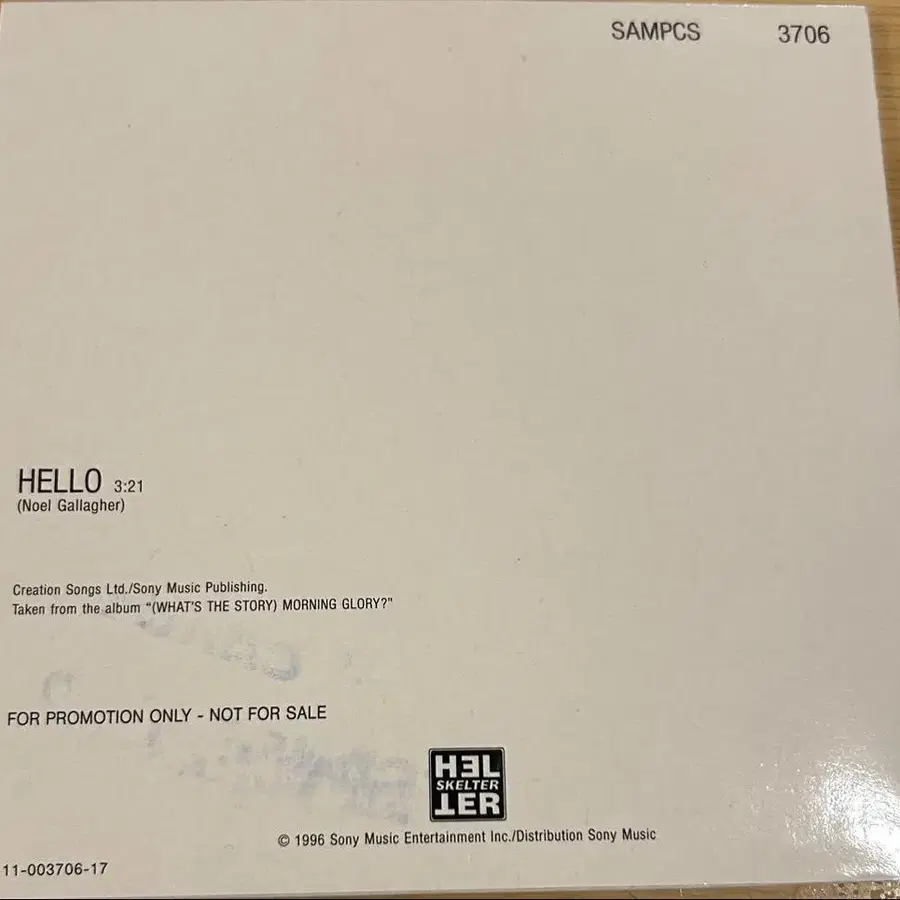 SAMPCS 3706
HELLO 3:21
(Noel Gallagher)
Creation Songs Ltd./Sony Music Publishing.
Taken from the album “(WHAT'S THE STORY) MORNING GLORY?”
FOR PROMOTION ONLY - NOT FOR SALE
HEL
SKELTER
TER
© 1996 Sony Music Entertainment Inc./Distribution Sony Music
11-003706-17